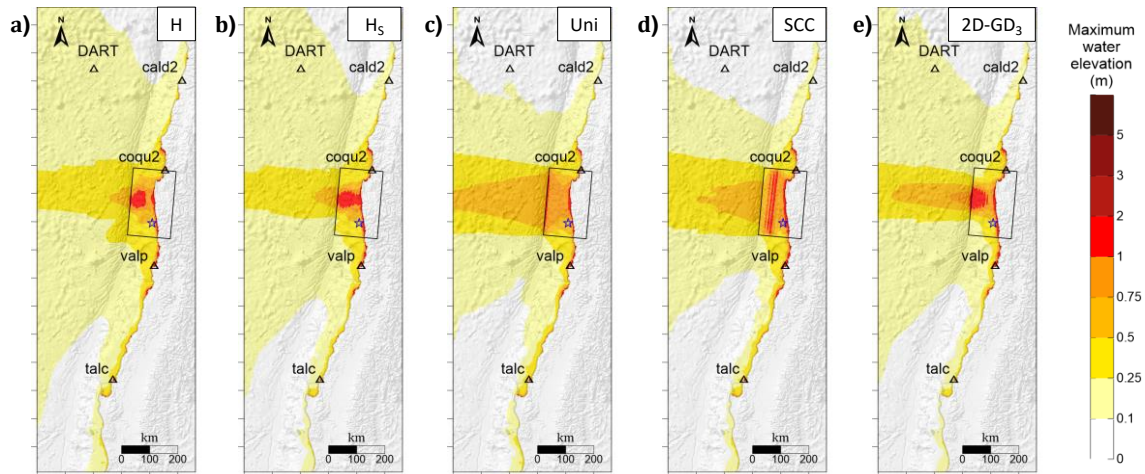 a) N H
DART
cald2
coqu2
valp
talc
km
0 100 200
b) N Hs
DART
cald2
coqu2
valp
talc
km
0 100 200
c) N Uni
DART
cald2
coqu2
valp
talc
km
0 100 200
d) N SCC
DART
cald2
coqu2
valp
talc
km
0 100 200
e) N 2D-GD3
DART
cald2
coqu2
valp
talc
km
0 100 200
Maximum
water
elevation
(m)
5
3
2
1
0.75
0.5
0.25
0.1
0